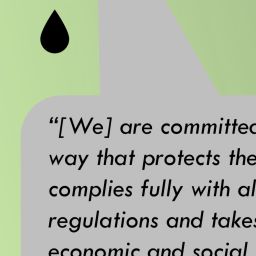 “[We] are committed
way that protects the
complies fully with al
regulations and takes
economic and social